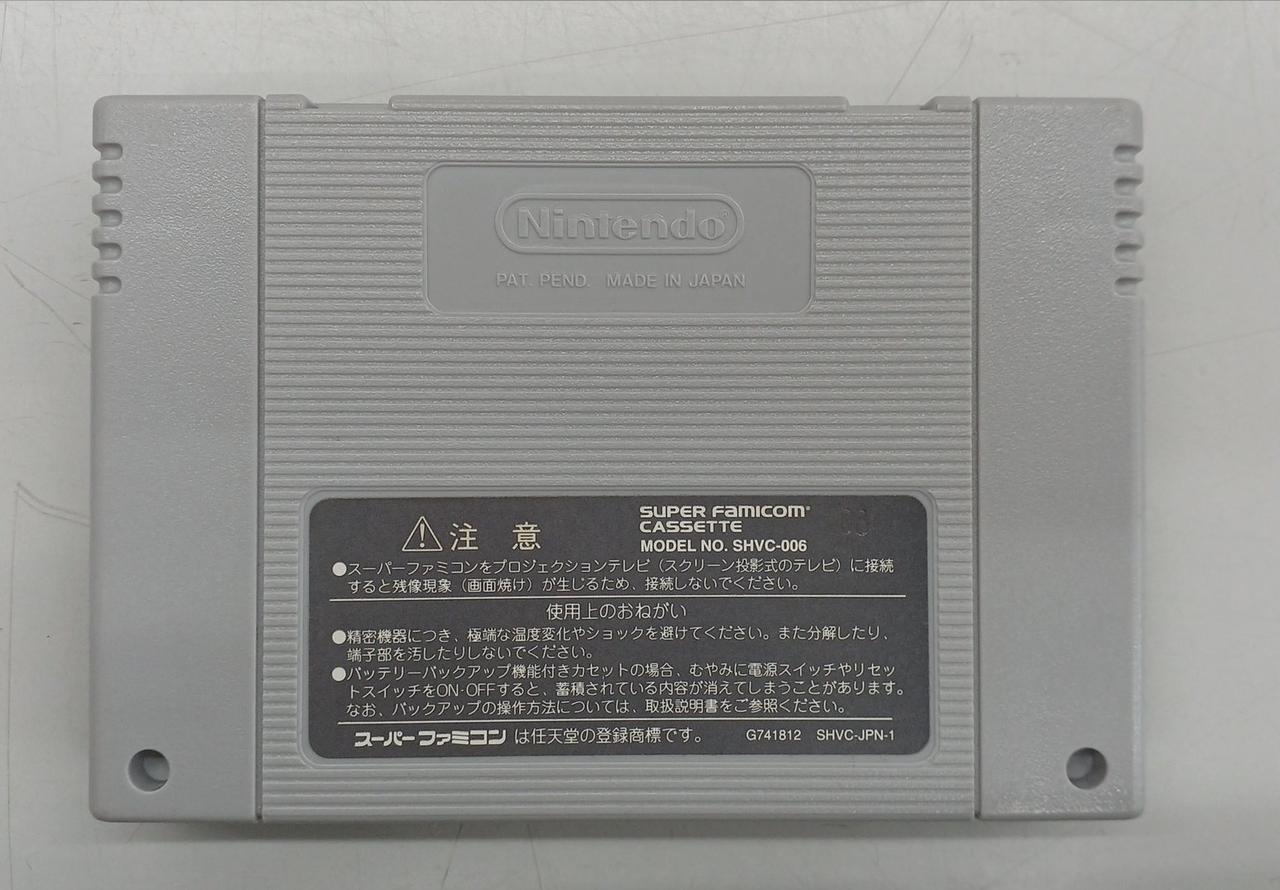 Nintendo®
PAT. PEND. MADE IN JAPAN
注 意
SUPER FAMICOM®
CASSETTE
MODEL NO. SHVC-006
●スーパーファミコンをプロジェクションテレビ（スクリーン投影式のテレビ）に接続
すると残像現象（画面焼け）が生じるため、接続しないでください。
使用上のおねがい
●精密機器につき、極端な温度変化やショックを避けてください。また分解したり、
端子部を汚したりしないでください。
●バッテリーバックアップ機能付きカセットの場合、むやみに電源スイッチやリセッ
トスイッチをON・OFFすると、蓄積されている内容が消えてしまうことがあります。
なお、バックアップの操作方法については、取扱説明書をご参照ください。
スーパーファミコン は任天堂の登録商標です。 G741812 SHVC-JPN-1